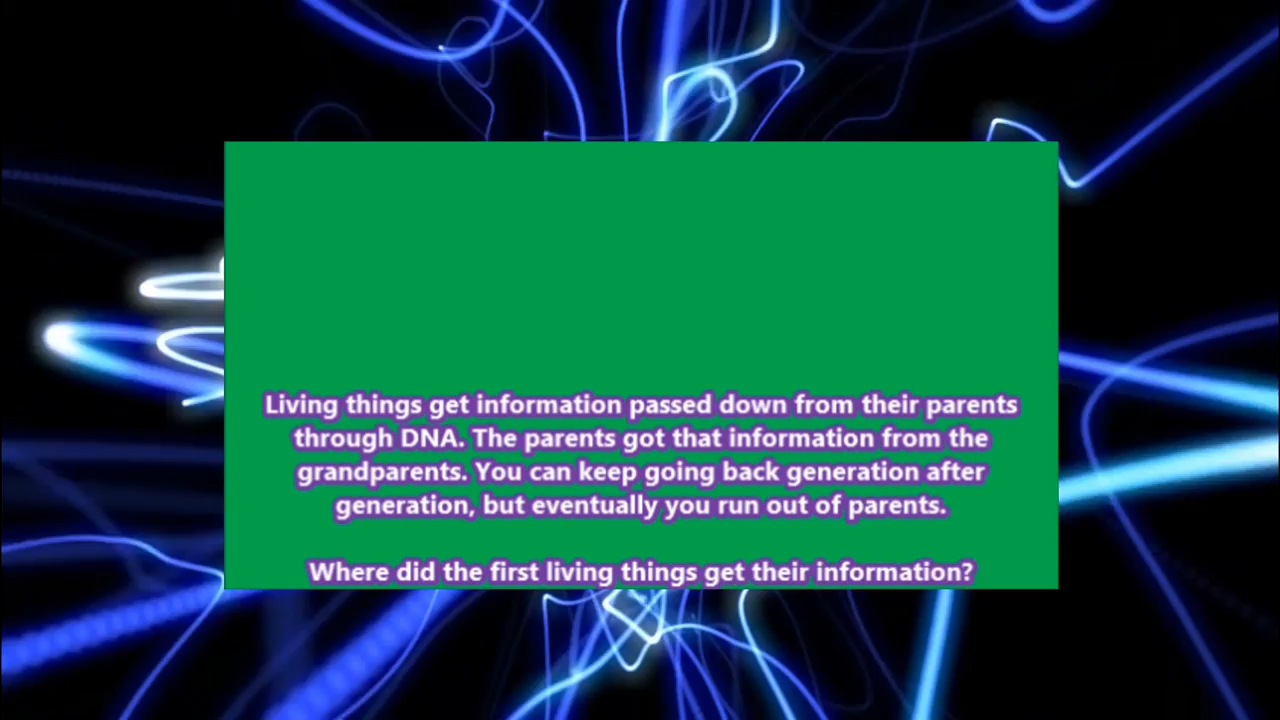 Living things get information passed down from their parents
through DNA. The parents got that information from the
grandparents. You can keep going back generation after
generation, but eventually you run out of parents.
Where did the first living things get their information?